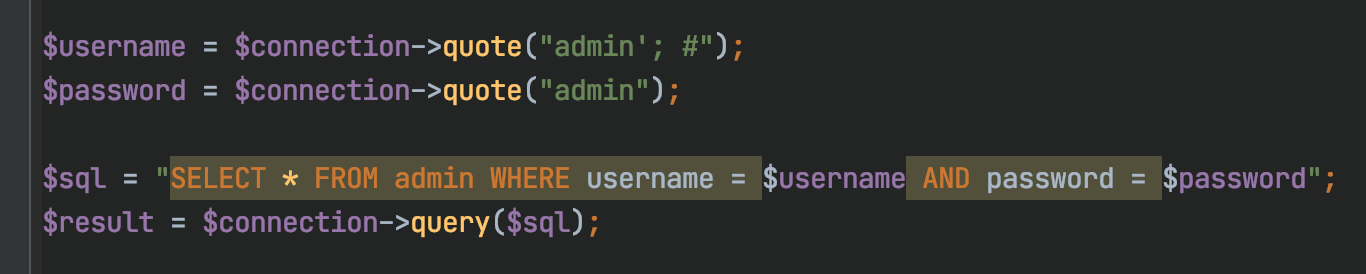 $username = $connection->quote("admin'; #");
$password = $connection->quote("admin");
$sql = "SELECT * FROM admin WHERE username = $username AND password = $password";
$result = $connection->query($sql);